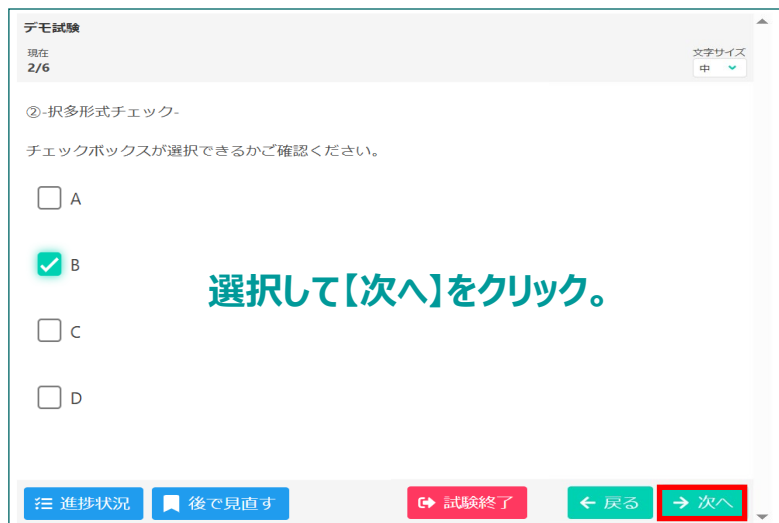 デモ試験
現在
2/6
文字サイズ
中
②-択多形式チェック-
チェックボックスが選択できるかご確認ください。
A
B
選択して【次へ】をクリック。
C
D
進捗状況
後で見直す
試験終了
戻る
次へ